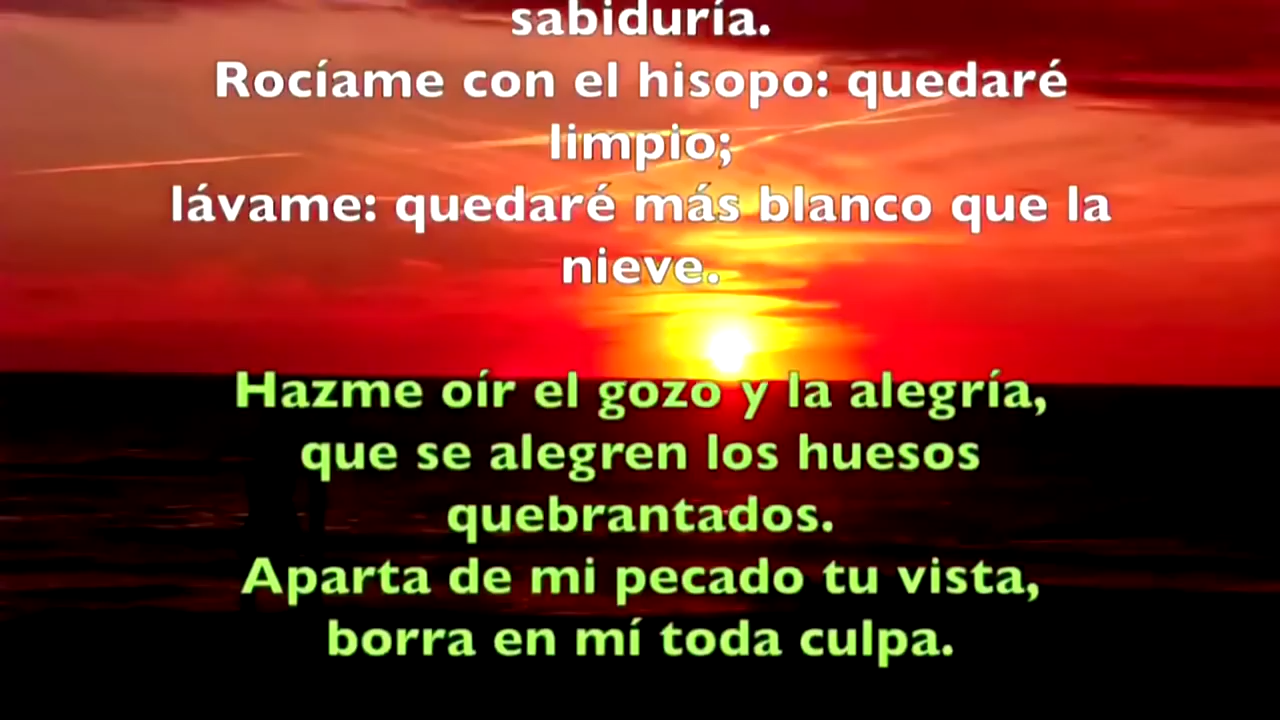 sabiduría.
Rocíame con el hisopo: quedaré
limpio;
lávame: quedaré más blanco que la
nieve.
Hazme oír el gozo y la alegría,
que se alegren los huesos
quebrantados.
Aparta de mi pecado tu vista,
borra en mí toda culpa.